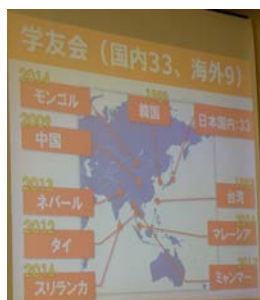 学友会（国内33、海外9）
モンゴル
韓国
日本国内:33
中国
ネパール
台湾
タイ
マレーシア
スリランカ
ミャンマー